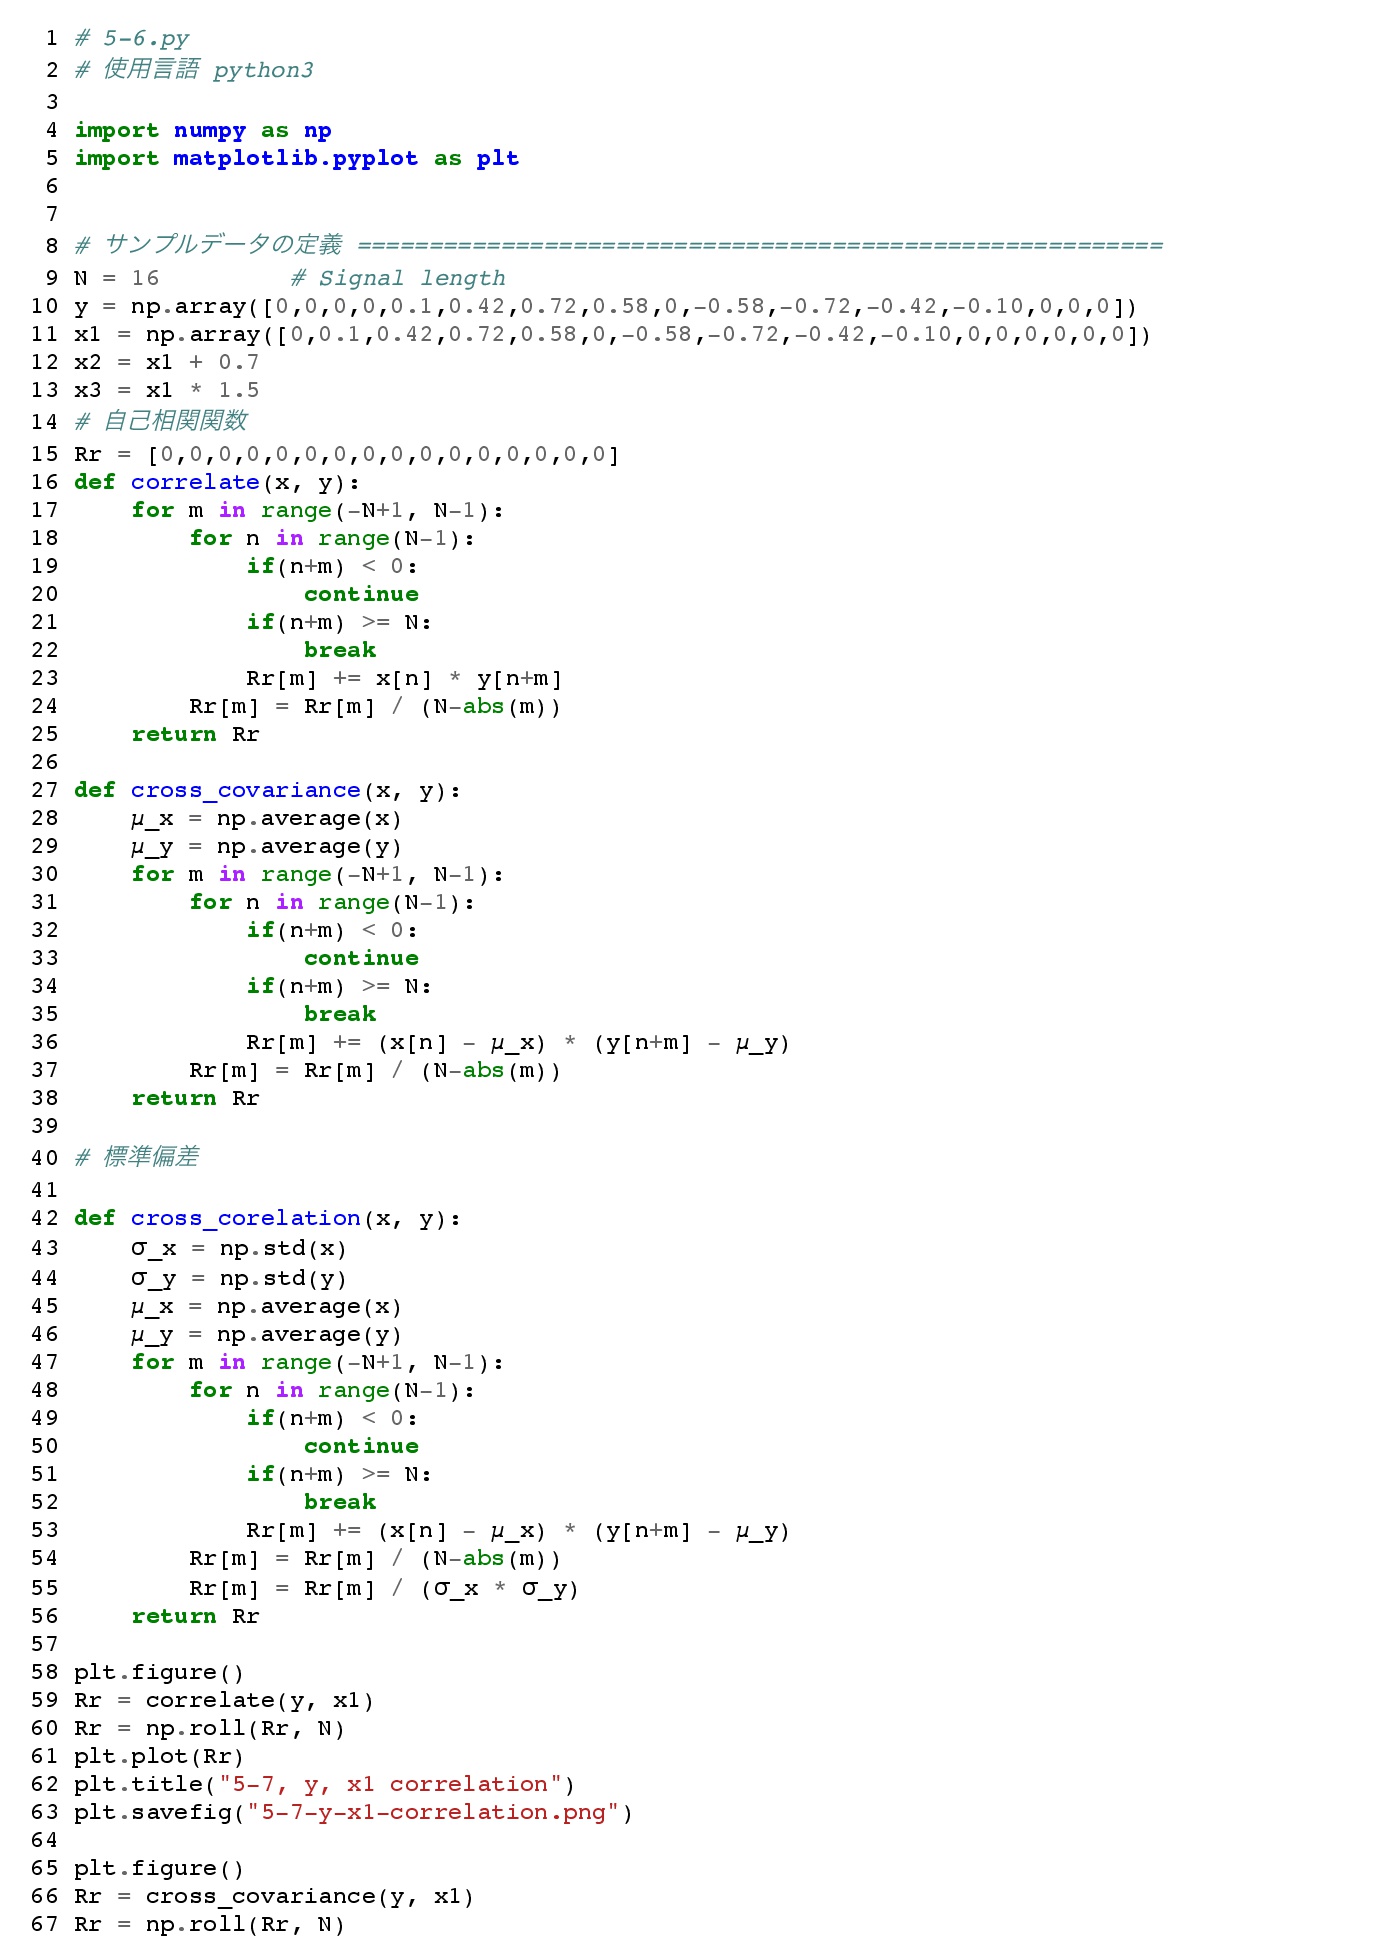 1 # 5-6.py
2 # 使用言語 python3
3
4 import numpy as np
5 import matplotlib.pyplot as plt
6
7
8 # サンプルデータの定義 ========================================================
9 N = 16         # Signal length
10 y = np.array([0,0,0,0,0.1,0.42,0.72,0.58,0,-0.58,-0.72,-0.42,-0.10,0,0,0])
11 x1 = np.array([0,0.1,0.42,0.72,0.58,0,-0.58,-0.72,-0.42,-0.10,0,0,0,0,0,0])
12 x2 = x1 + 0.7
13 x3 = x1 * 1.5
14 # 自己相関関数
15 Rr = [0,0,0,0,0,0,0,0,0,0,0,0,0,0,0,0]
16 def correlate(x, y):
17     for m in range(-N+1, N-1):
18         for n in range(N-1):
19             if(n+m) < 0:
20                 continue
21             if(n+m) >= N:
22                 break
23             Rr[m] += x[n] * y[n+m]
24         Rr[m] = Rr[m] / (N-abs(m))
25     return Rr
26
27 def cross_covariance(x, y):
28     μ_x = np.average(x)
29     μ_y = np.average(y)
30     for m in range(-N+1, N-1):
31         for n in range(N-1):
32             if(n+m) < 0:
33                 continue
34             if(n+m) >= N:
35                 break
36             Rr[m] += (x[n] - μ_x) * (y[n+m] - μ_y)
37         Rr[m] = Rr[m] / (N-abs(m))
38     return Rr
39
40 # 標準偏差
41
42 def cross_corelation(x, y):
43     σ_x = np.std(x)
44     σ_y = np.std(y)
45     μ_x = np.average(x)
46     μ_y = np.average(y)
47     for m in range(-N+1, N-1):
48         for n in range(N-1):
49             if(n+m) < 0:
50                 continue
51             if(n+m) >= N:
52                 break
53             Rr[m] += (x[n] - μ_x) * (y[n+m] - μ_y)
54         Rr[m] = Rr[m] / (N-abs(m))
55         Rr[m] = Rr[m] / (σ_x * σ_y)
56     return Rr
57
58 plt.figure()
59 Rr = correlate(y, x1)
60 Rr = np.roll(Rr, N)
61 plt.plot(Rr)
62 plt.title("5-7, y, x1 correlation")
63 plt.savefig("5-7-y-x1-correlation.png")
64
65 plt.figure()
66 Rr = cross_covariance(y, x1)
67 Rr = np.roll(Rr, N)